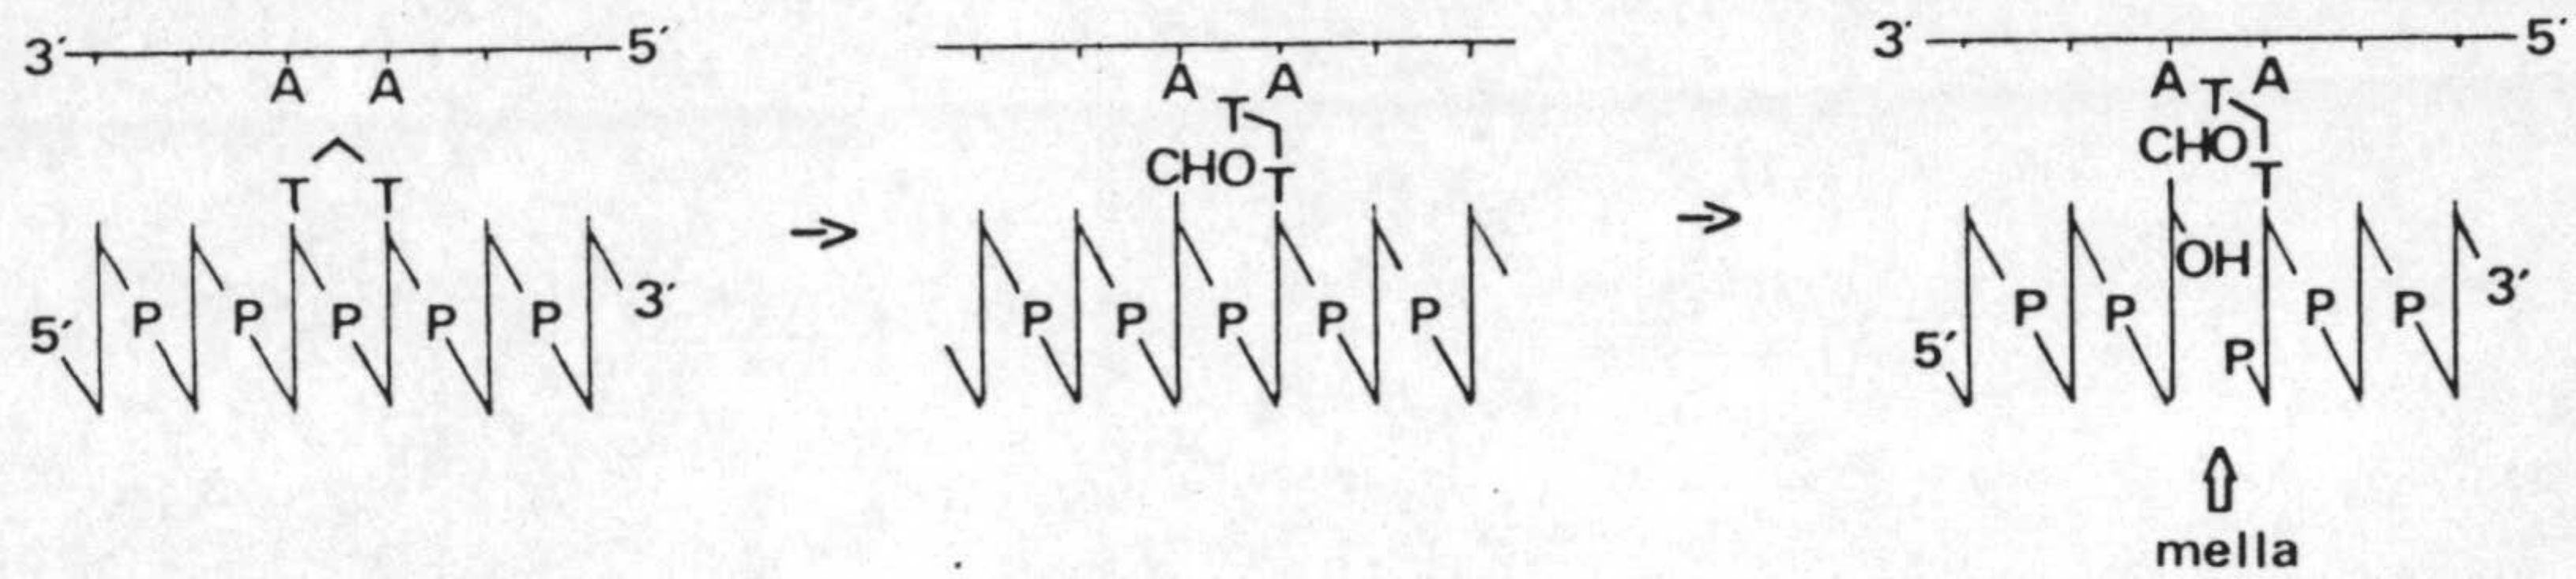 3′ 5′ 3′ 5′
A A A A A T A
T CHO
T T CHO T T
OH
5′ P P P P P 3′ P P P P P 5′ P P P P P 3′
mella